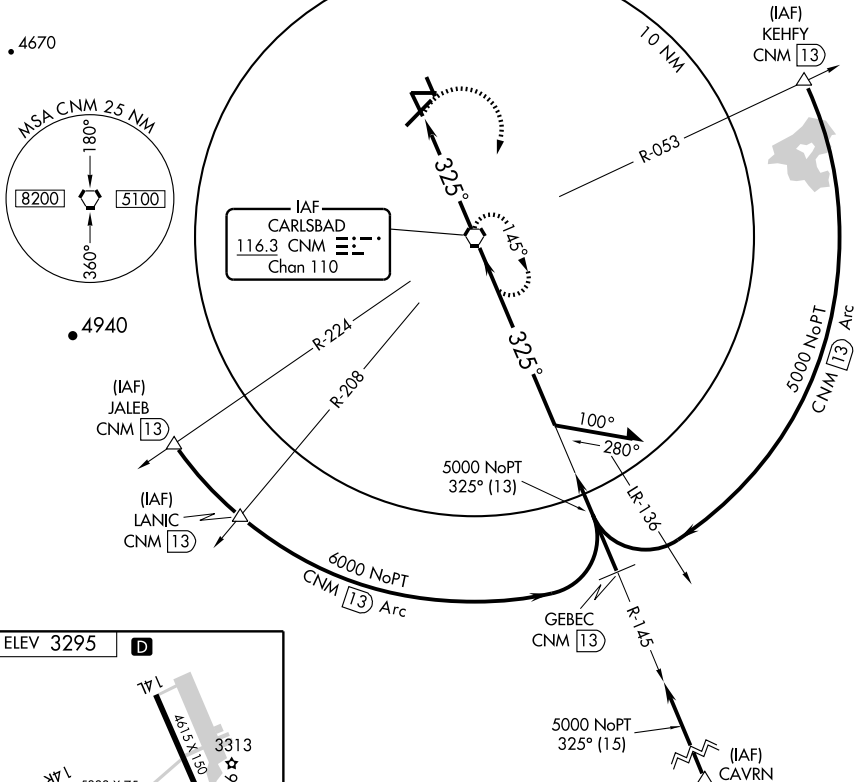 4670
(IAF)
KEHFY
CNM 13
10 NM
MSA CNM 25 NM
180°
8200
5100
360°
R-053
325°
IAF
CARLSBAD
116.3 CNM
Chan 110
145°
4940
R-224
R-208
325°
5000 NoPT
CNM 13 Arc
(IAF)
JALEB
CNM 13
100°
280°
5000 NoPT
325° (13)
LR-136
(IAF)
LANIC
CNM 13
6000 NoPT
CNM 13 Arc
GEBEC
CNM 13
R-145
ELEV 3295
D
14L
4615 X 150
3313
5000 NoPT
325° (15)
(IAF)
CAVRN